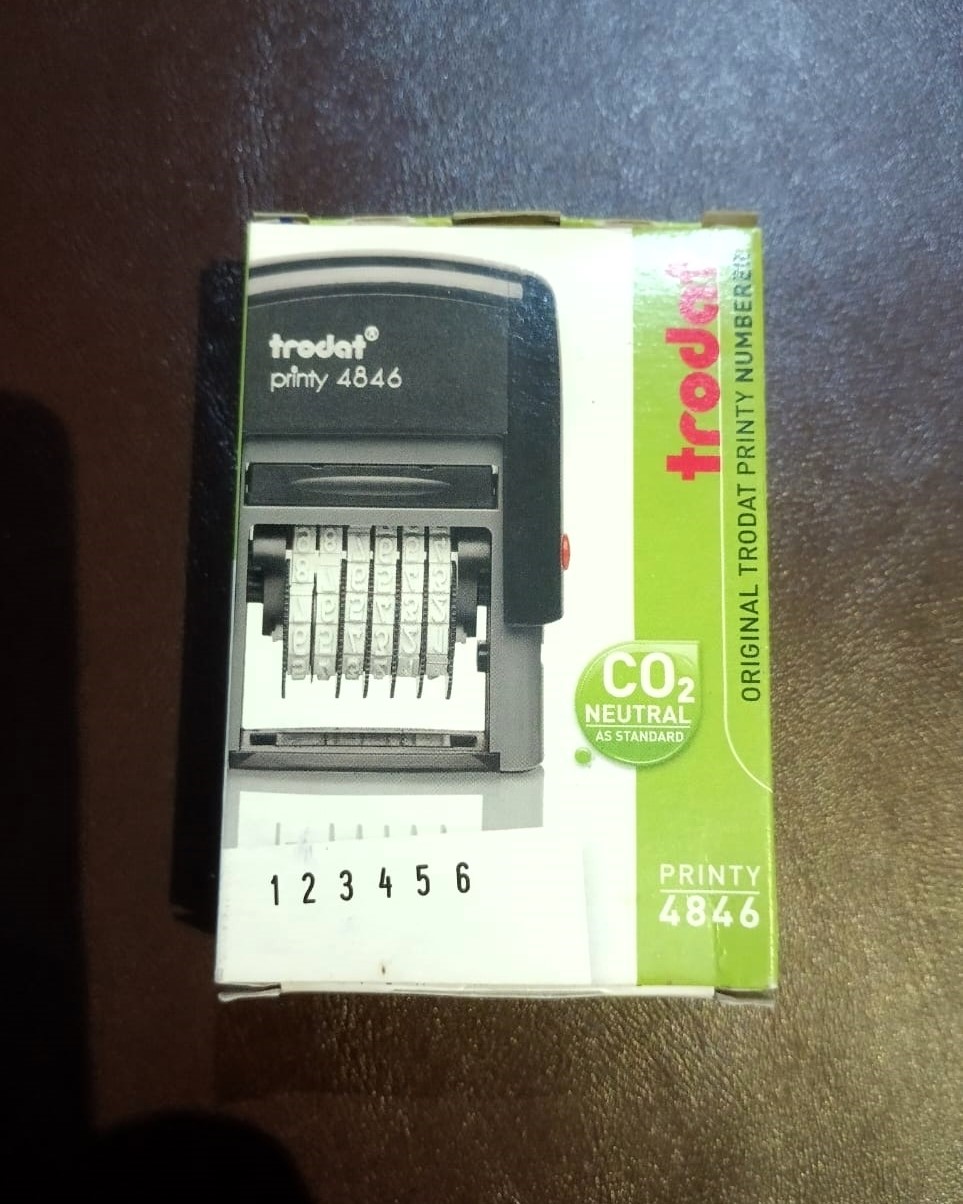 trodat®
printy 4846
trodat
ORIGINAL TRODAT PRINTY NUMBERER
CO₂
NEUTRAL
AS STANDARD
1 2 3 4 5 6
PRINTY
4846